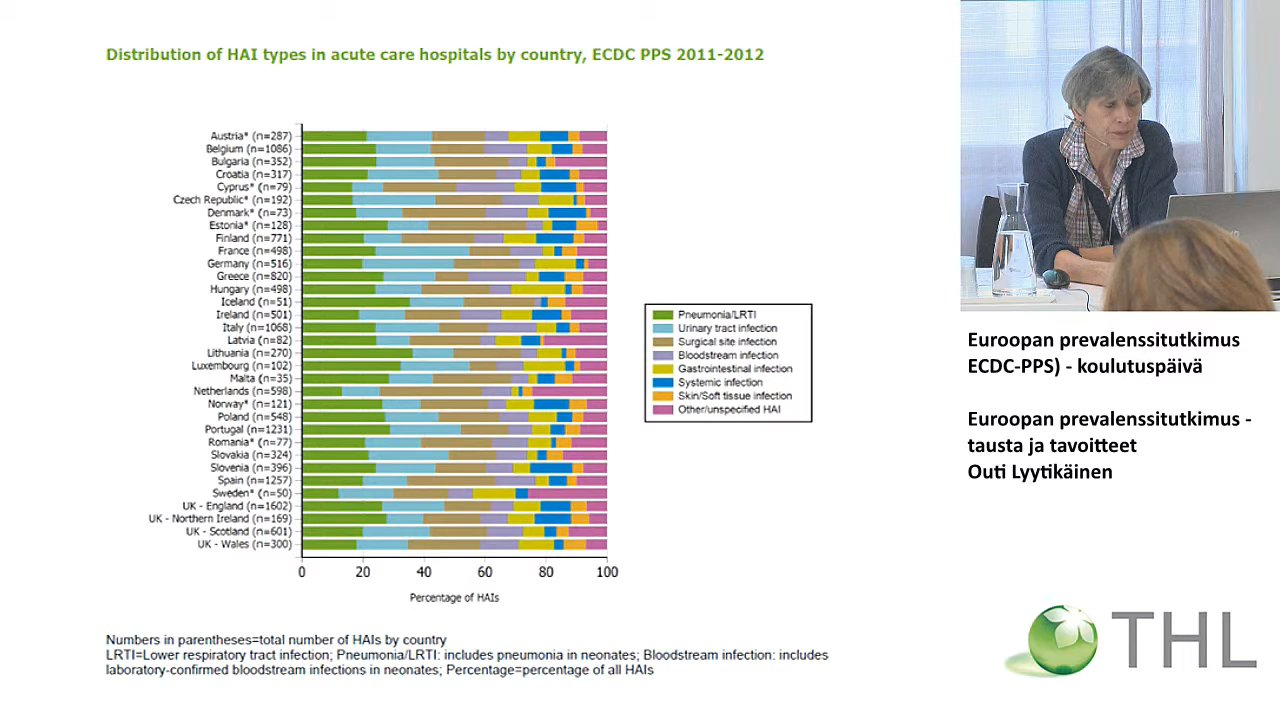 Distribution of HAI types in acute care hospitals by country, ECDC PPS 2011-2012
Austria* (n=287)
Belgium (n=1086)
Bulgaria (n=352)
Croatia (n=317)
Cyprus* (n=79)
Czech Republic* (n=192)
Denmark* (n=73)
Estonia* (n=128)
Finland (n=771)
France (n=498)
Germany (n=516)
Greece (n=820)
Hungary (n=498)
Iceland (n=51)
Ireland (n=501)
Italy (n=1068)
Latvia (n=82)
Lithuania (n=270)
Luxembourg (n=102)
Malta (n=35)
Netherlands (n=598)
Norway* (n=121)
Poland (n=548)
Portugal (n=1231)
Romania* (n=77)
Slovakia (n=324)
Slovenia (n=396)
Spain (n=1257)
Sweden* (n=50)
UK - England (n=1602)
UK - Northern Ireland (n=169)
UK - Scotland (n=601)
UK - Wales (n=300)
0 20 40 60 80 100
Percentage of HAIs
Pneumonia/LRTI
Urinary tract infection
Surgical site infection
Bloodstream infection
Gastrointestinal infection
Systemic infection
Skin/Soft tissue infection
Other/unspecified HAI
Numbers in parentheses=total number of HAIs by country
LRTI=Lower respiratory tract infection; Pneumonia/LRTI: includes pneumonia in neonates; Bloodstream infection: includes
laboratory-confirmed bloodstream infections in neonates; Percentage=percentage of all HAIs
Euroopan prevalenssitutkimus
ECDC-PPS) - koulutuspäivä
Euroopan prevalenssitutkimus -
tausta ja tavoitteet
Outi Lyytikäinen
THL